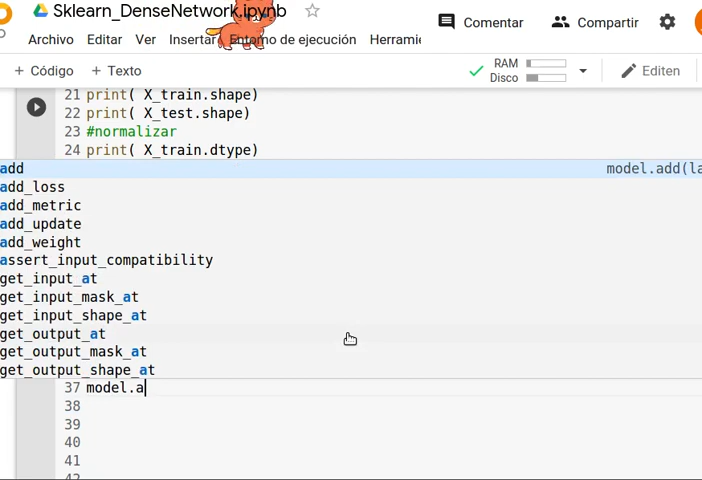 Sklearn_DenseNetwork.ipynb
Comentar
Compartir
Archivo Editar Ver Insertar Entorno de ejecución Herramie
+ Código + Texto
RAM
Disco
Editen
21 print( X_train.shape)
22 print( X_test.shape)
23 #normalizar
24 print( X_train.dtype)
add model.add(la
add_loss
add_metric
add_update
add_weight
assert_input_compatibility
get_input_at
get_input_mask_at
get_input_shape_at
get_output_at
get_output_mask_at
get_output_shape_at
37 model.a
38
39
40
41
42